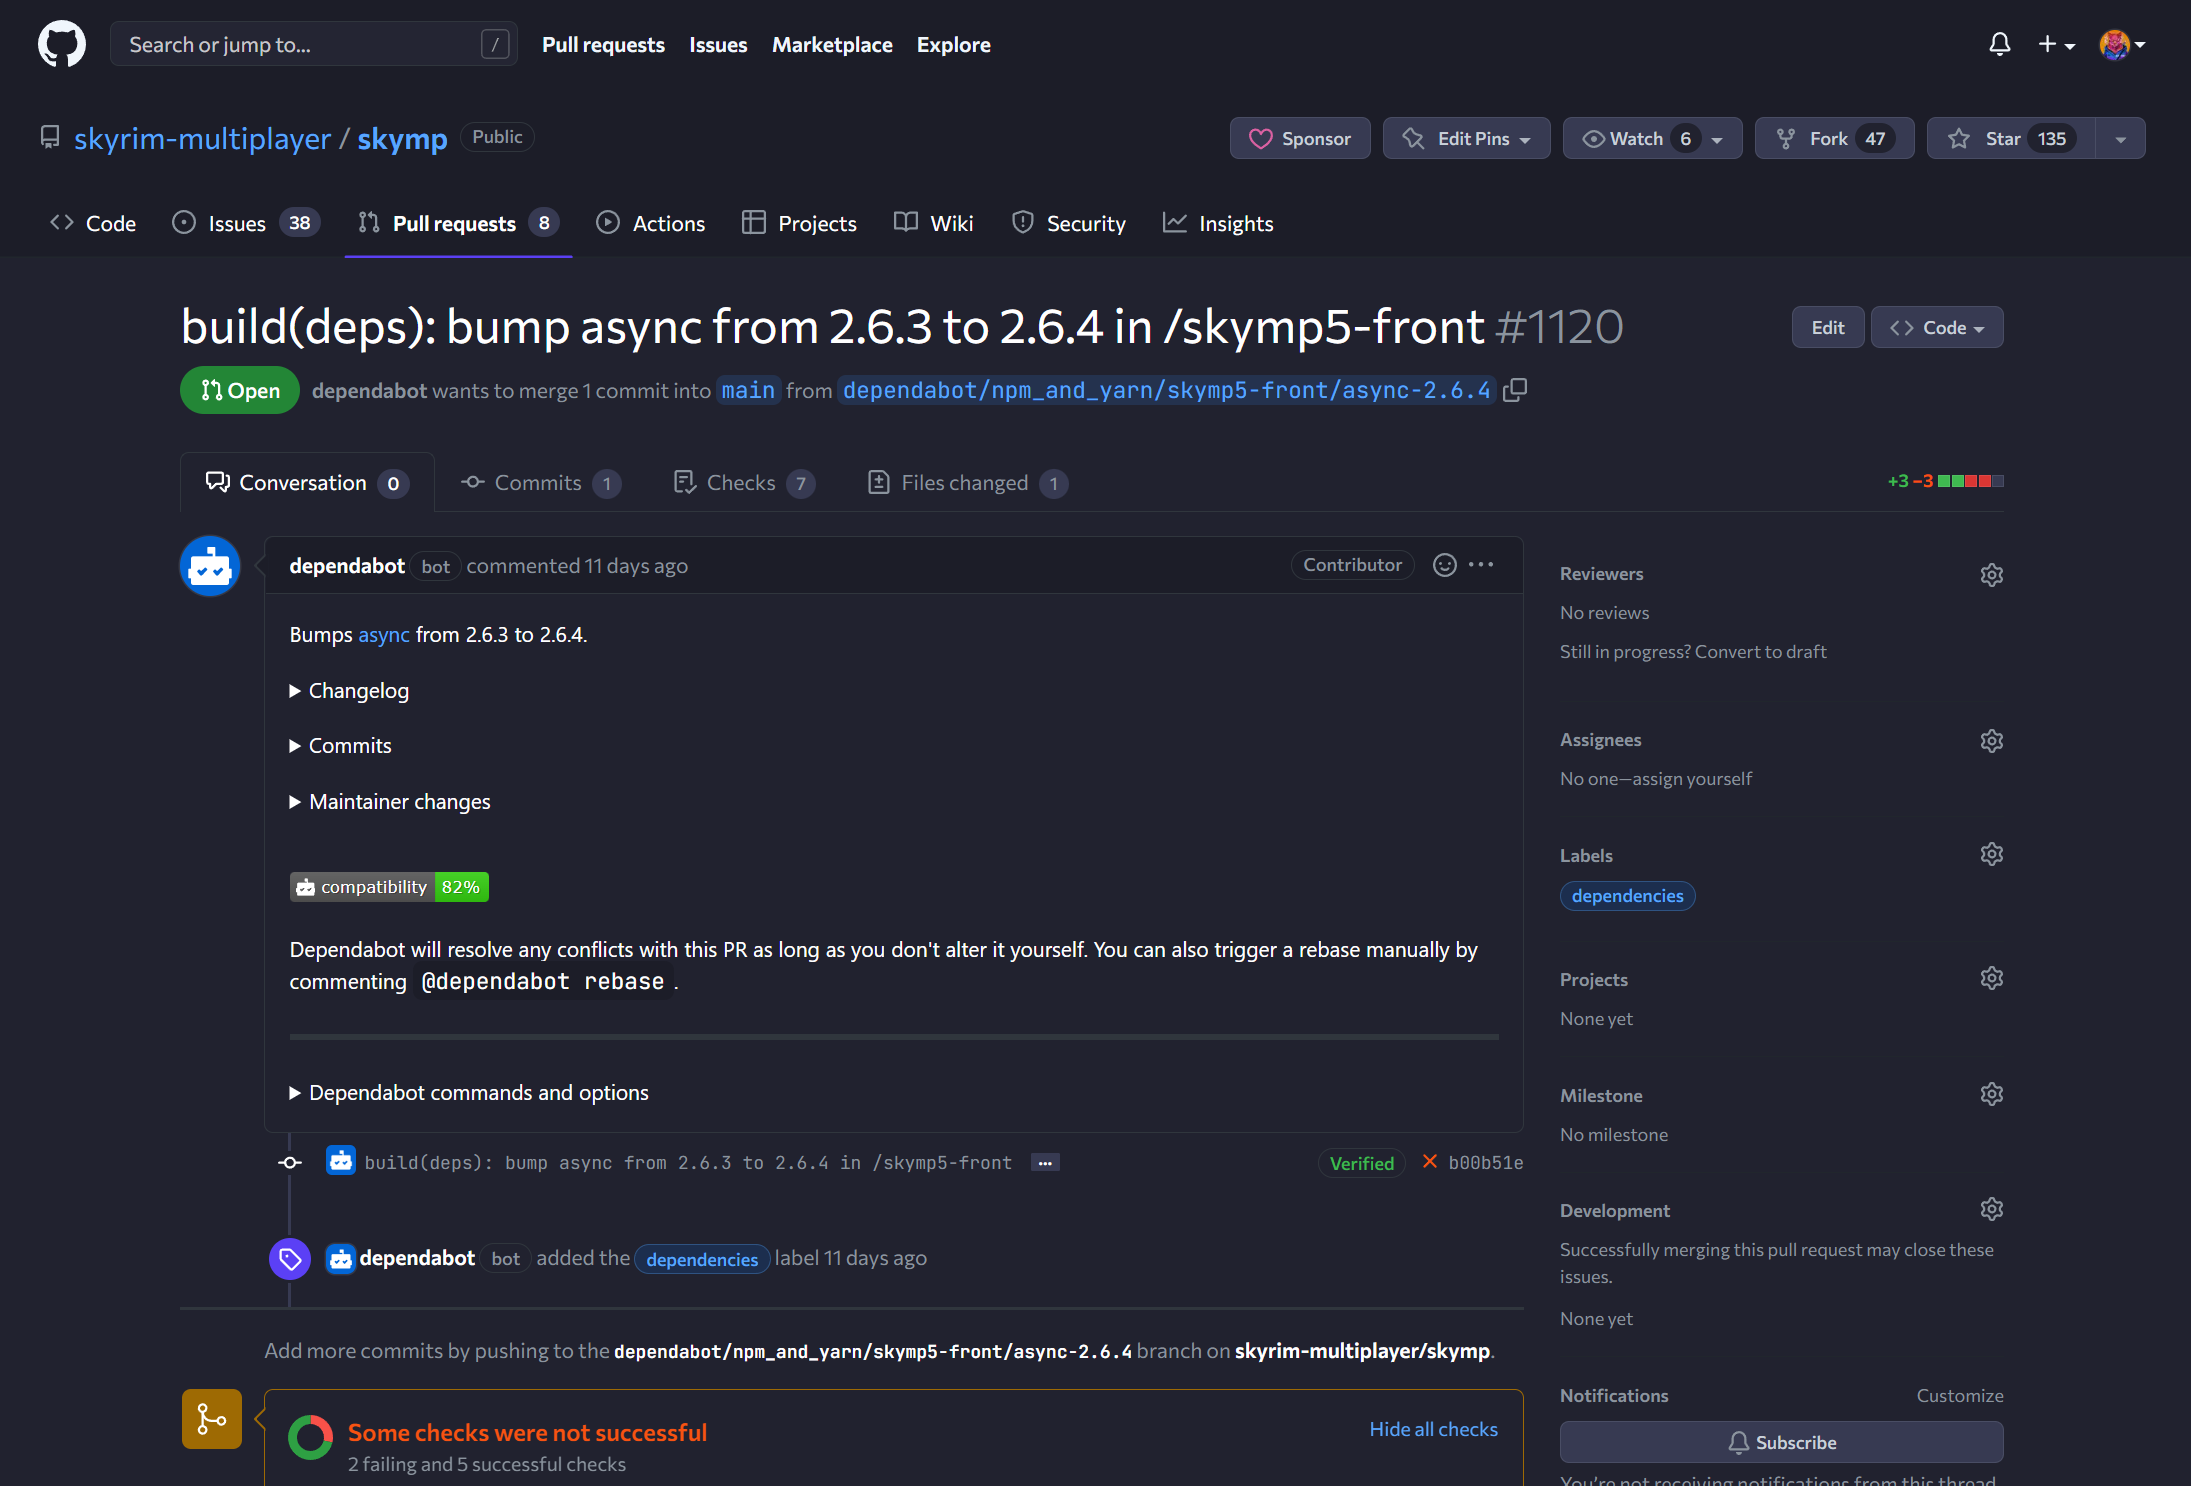 Search or jump to... /
Pull requests Issues Marketplace Explore
skyrim-multiplayer / skymp Public
Sponsor Edit Pins Watch 6 Fork 47 Star 135
Code Issues 38 Pull requests 8 Actions Projects Wiki Security Insights
build(deps): bump async from 2.6.3 to 2.6.4 in /skymp5-front #1120
Edit Code
Open dependabot wants to merge 1 commit into main from dependabot/npm_and_yarn/skymp5-front/async-2.6.4
Conversation 0 Commits 1 Checks 7 Files changed 1
+3 −3
dependabot bot commented 11 days ago Contributor
Bumps async from 2.6.3 to 2.6.4.
Changelog
Commits
Maintainer changes
compatibility 82%
Dependabot will resolve any conflicts with this PR as long as you don't alter it yourself. You can also trigger a rebase manually by
commenting @dependabot rebase .
Dependabot commands and options
build(deps): bump async from 2.6.3 to 2.6.4 in /skymp5-front ... Verified b00b51e
dependabot bot added the dependencies label 11 days ago
Add more commits by pushing to the dependabot/npm_and_yarn/skymp5-front/async-2.6.4 branch on skyrim-multiplayer/skymp.
Some checks were not successful
2 failing and 5 successful checks
Hide all checks
Reviewers
No reviews
Still in progress? Convert to draft
Assignees
No one—assign yourself
Labels
dependencies
Projects
None yet
Milestone
No milestone
Development
Successfully merging this pull request may close these
issues.
None yet
Notifications Customize
Subscribe
You're not receiving notifications from this thread.